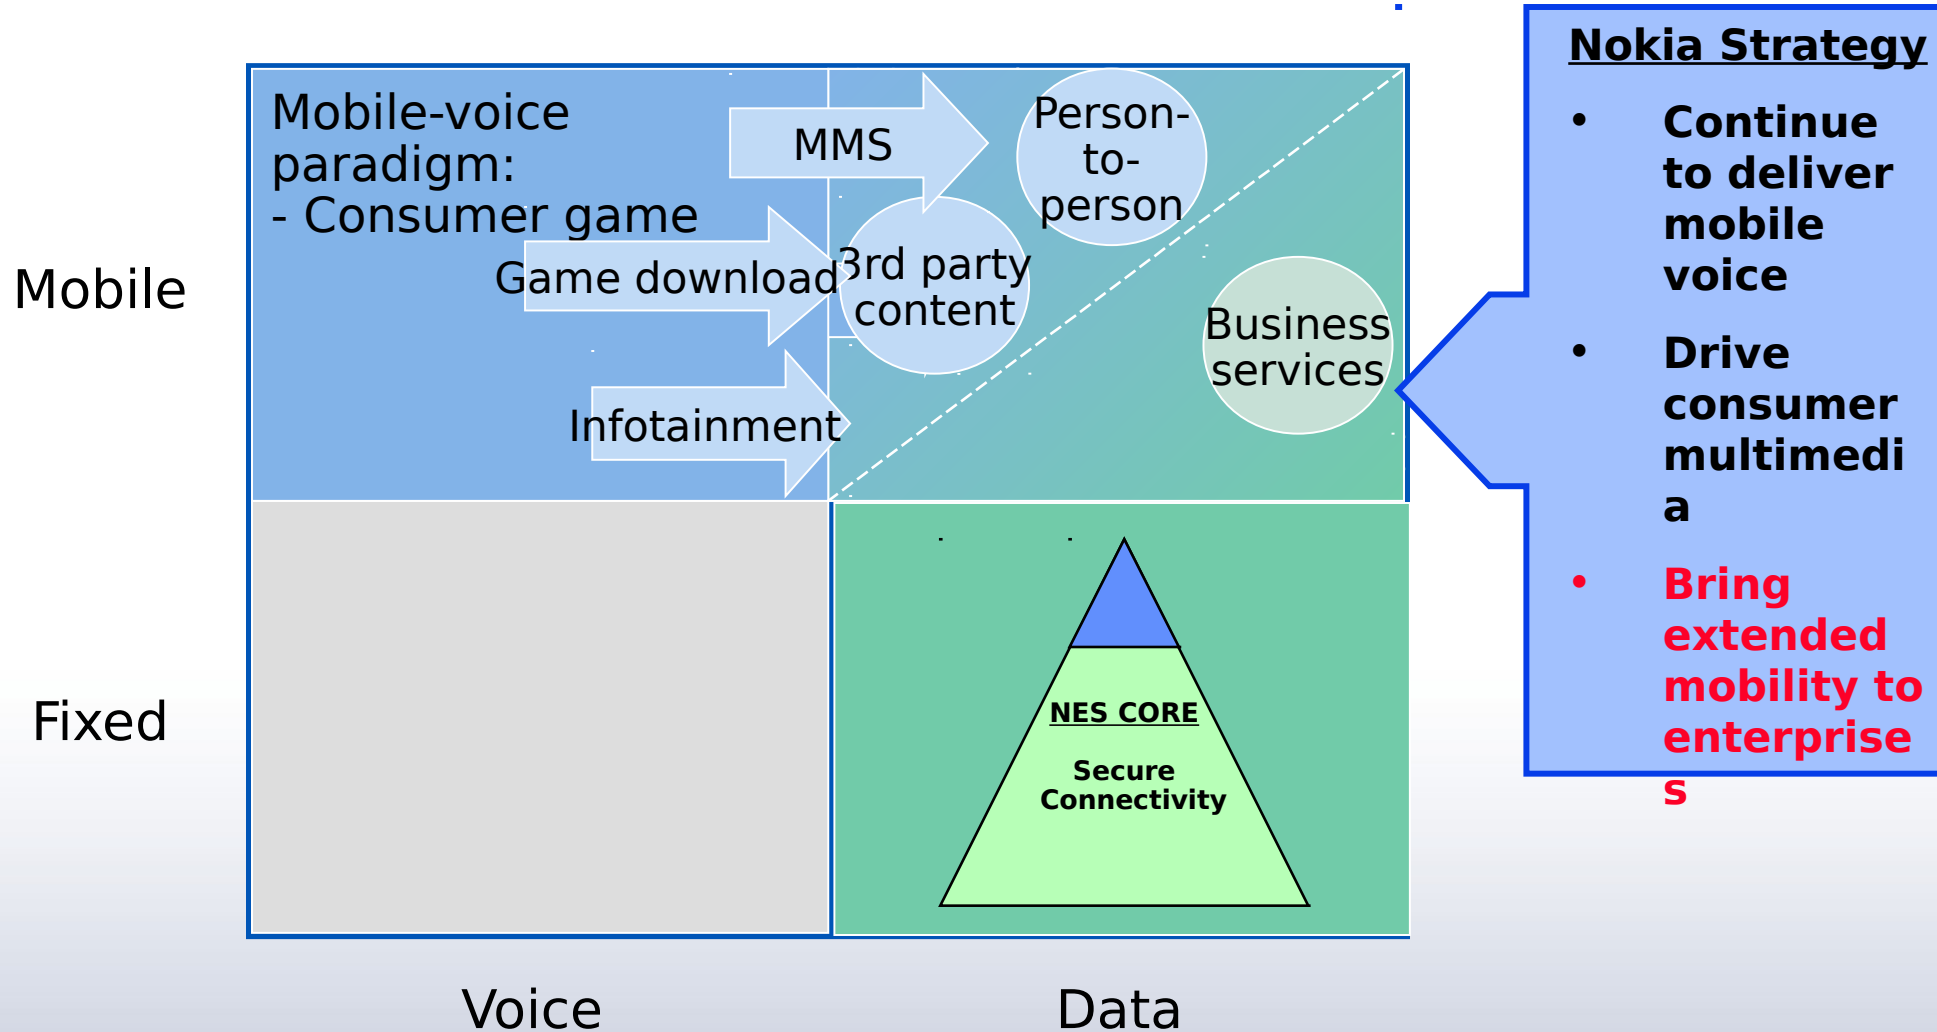 Nokia Strategy
• Continue
to deliver
mobile
voice
• Drive
consumer
multimedi
a
• Bring
extended
mobility to
enterprise
s
Mobile-voice
paradigm:
- Consumer game
MMS
Person-
to-
person
Game download
3rd party
content
Infotainment
Business
services
Mobile
Fixed
NES CORE
Secure
Connectivity
Voice
Data